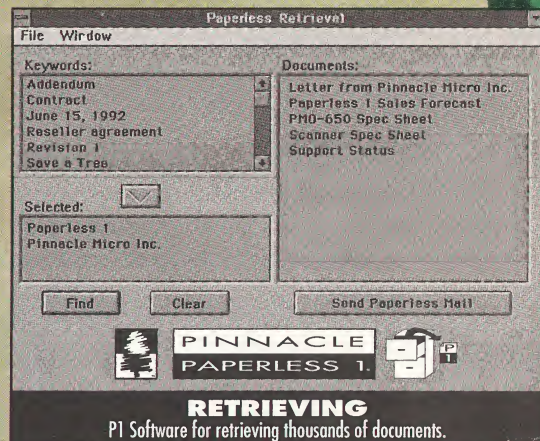 Paperless Retrieval
File Window
Keywords:
Addendum
Contract
June 15, 1992
Reseller agreement
Revision 1
Save a Tree
Selected:
Paperless 1
Pinnacle Micro Inc.
Documents:
Letter from Pinnacle Micro Inc.
Paperless 1 Sales Forecast
PMO-650 Spec Sheet
Scanner Spec Sheet
Support Status
Find Clear Send Paperless Mail
PINNACLE
PAPERLESS 1.
P
1
RETRIEVING
P1 Software for retrieving thousands of documents.